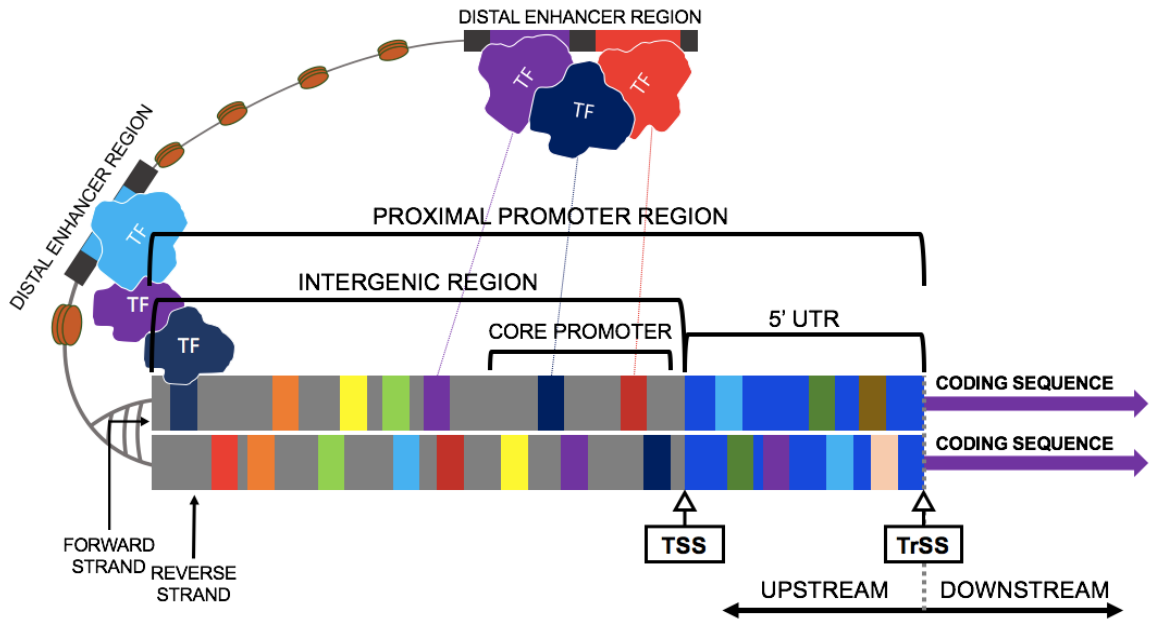 DISTAL ENHANCER REGION
TF
TF
TF
DISTAL ENHANCER REGION
TF
TF
TF
PROXIMAL PROMOTER REGION
INTERGENIC REGION
CORE PROMOTER
5' UTR
CODING SEQUENCE
CODING SEQUENCE
FORWARD
STRAND
REVERSE
STRAND
TSS
TrSS
UPSTREAM
DOWNSTREAM